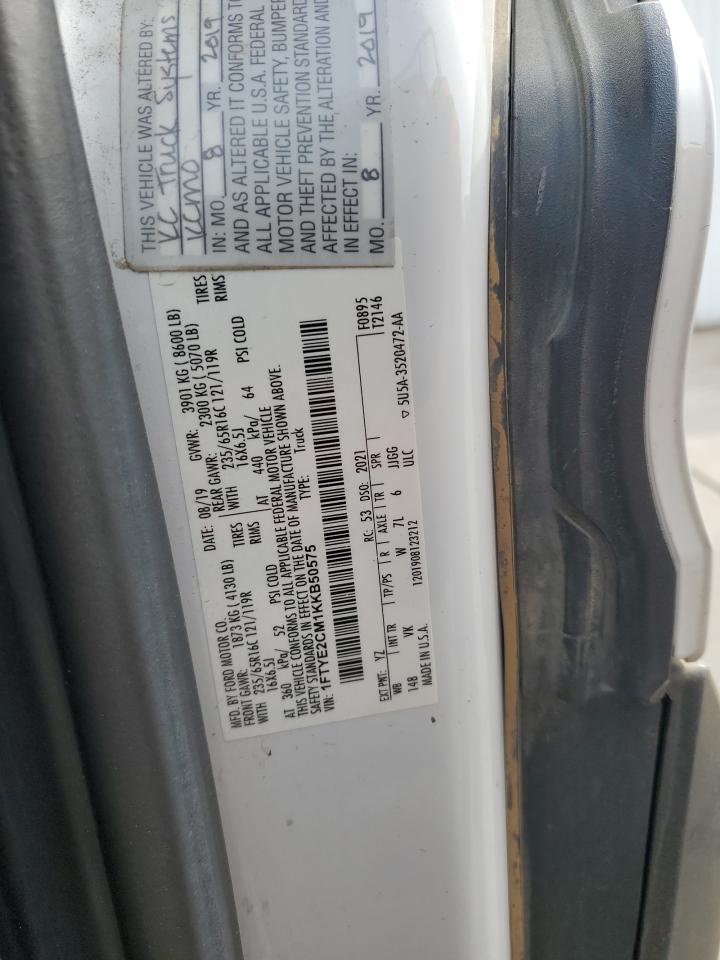 THIS VEHICLE WAS ALTERED BY:
KC Truck Systems
KCMO
IN: MO. 8 YR. 2019
AND AS ALTERED IT CONFORMS TO
ALL APPLICABLE U.S.A. FEDERAL
MOTOR VEHICLE SAFETY, BUMPER
AND THEFT PREVENTION STANDARD
AFFECTED BY THE ALTERATION AND
IN EFFECT IN:
MO. 8 YR. 2019
MFD. BY FORD MOTOR CO.
DATE: 08/19 GVWR: 3901 KG ( 8600 LB)
FRONT GAWR: 1873 KG ( 4130 LB) REAR GAWR: 2300 KG ( 5070 LB)
WITH 235/65R16C 121/119R TIRES WITH 235/65R16C 121/119R TIRES
16X6.5J RIMS 16X6.5J RIMS
AT 360 kPa/ 52 PSI COLD AT 440 kPa/ 64 PSI COLD
THIS VEHICLE CONFORMS TO ALL APPLICABLE FEDERAL MOTOR VEHICLE
SAFETY STANDARDS IN EFFECT ON THE DATE OF MANUFACTURE SHOWN ABOVE.
VIN: 1FTYE2CM1KKB50575 TYPE: Truck
F0895
T2146
EXT PNT: YZ RC: 53 DSO: 2021
WB INT TR TP/PS R AXLE TR SPR
148 VK W 7L 6 JJGG
MADE IN U.S.A. 1201908123212 ULC
5U5A-3520472-AA